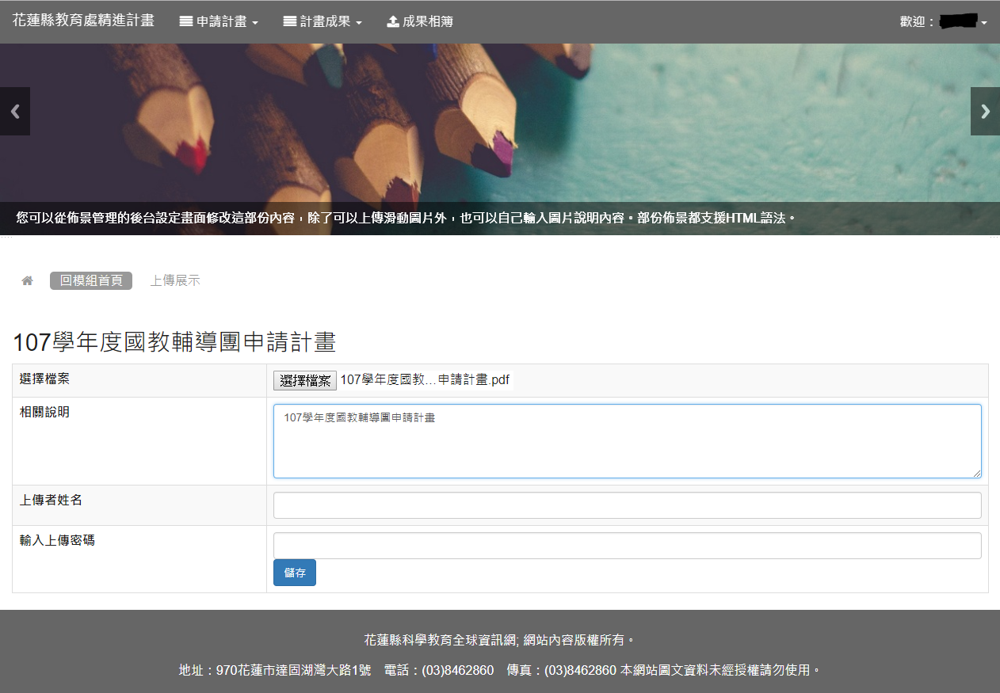 花蓮縣教育處精進計畫 申請計畫 計畫成果 成果相簿 歡迎：
您可以從佈景管理的後台設定畫面修改這部份內容，除了可以上傳滑動圖片外，也可以自己輸入圖片說明內容。部份佈景都支援HTML語法。
回模組首頁 上傳展示
107學年度國教輔導團申請計畫
選擇檔案 選擇檔案 107學年度國教…申請計畫.pdf
相關說明 107學年度國教輔導團申請計畫
上傳者姓名
輸入上傳密碼
儲存
花蓮縣科學教育全球資訊網; 網站內容版權所有。
地址：970花蓮市達固湖灣大路1號 電話：(03)8462860 傳真：(03)8462860 本網站圖文資料未經授權請勿使用。